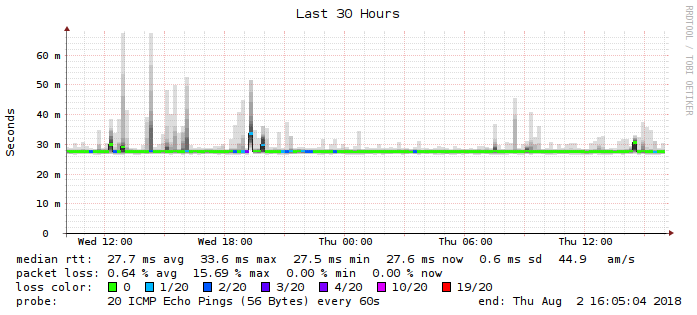 Last 30 Hours
RRDTOOL / TOBI OETIKER
Seconds
60 m
50 m
40 m
30 m
20 m
10 m
0
Wed 12:00 Wed 18:00 Thu 00:00 Thu 06:00 Thu 12:00
median rtt: 27.7 ms avg 33.6 ms max 27.5 ms min 27.6 ms now 0.6 ms sd 44.9 am/s
packet loss: 0.64 % avg 15.69 % max 0.00 % min 0.00 % now
loss color: 0 1/20 2/20 3/20 4/20 10/20 19/20
probe: 20 ICMP Echo Pings (56 Bytes) every 60s end: Thu Aug 2 16:05:04 2018